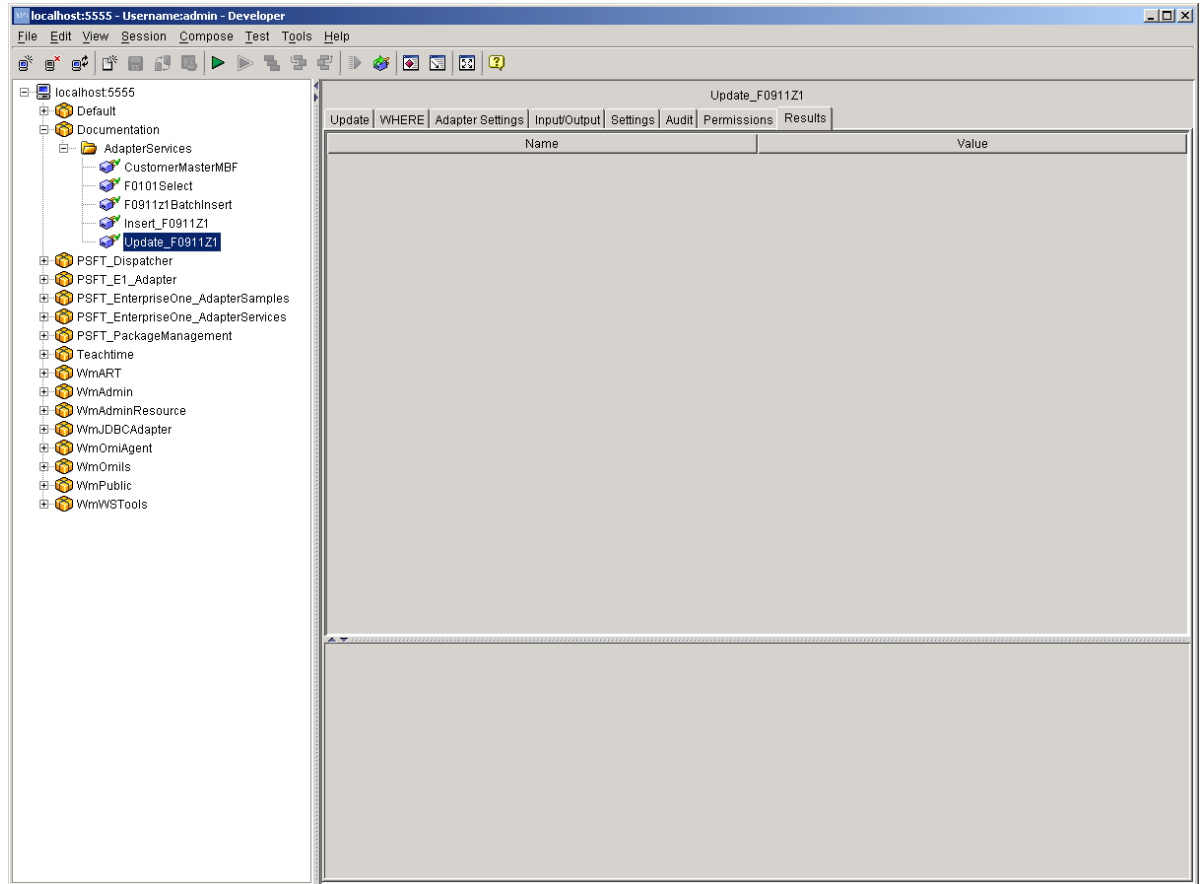 localhost:5555 - Username:admin - Developer
File Edit View Session Compose Test Tools Help
localhost:5555
Default
Documentation
AdapterServices
CustomerMasterMBF
F0101Select
F0911z1BatchInsert
Insert_F0911Z1
Update_F0911Z1
PSFT_Dispatcher
PSFT_E1_Adapter
PSFT_EnterpriseOne_AdapterSamples
PSFT_EnterpriseOne_AdapterServices
PSFT_PackageManagement
Teachtime
WmART
WmAdmin
WmAdminResource
WmJDBCAdapter
WmOmiAgent
WmOmiIs
WmPublic
WmWSTools
Update_F0911Z1
Update WHERE Adapter Settings Input/Output Settings Audit Permissions Results
Name Value